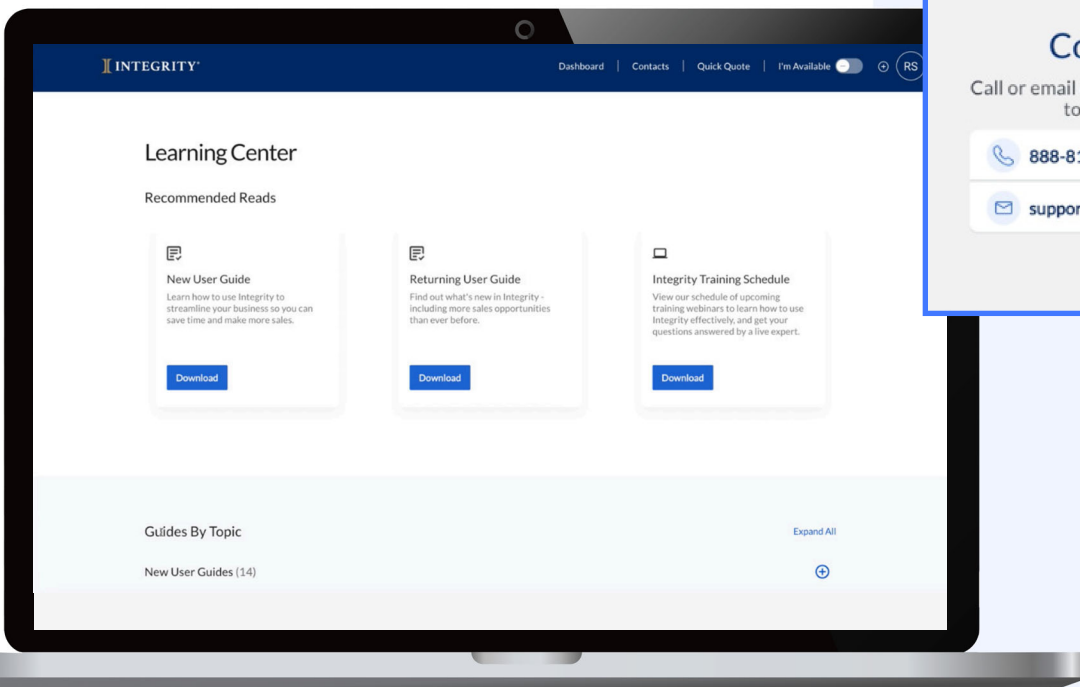 INTEGRITY
Dashboard | Contacts | Quick Quote | I'm Available RS
Learning Center
Recommended Reads
New User Guide
Learn how to use Integrity to
streamline your business so you can
save time and make more sales.
Download
Returning User Guide
Find out what's new in Integrity -
including more sales opportunities
than ever before.
Download
Integrity Training Schedule
View our schedule of upcoming
training webinars to learn how to use
Integrity effectively, and get your
questions answered by a live expert.
Download
Guides By Topic
Expand All
New User Guides (14)
Call or email
to
888-81